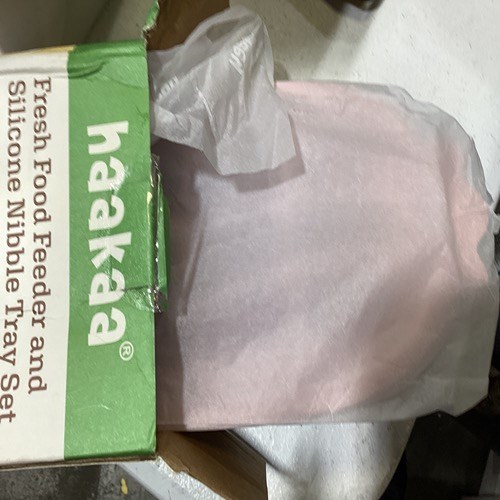 haakaa®
Fresh Food Feeder and
Silicone Nibble Tray Set